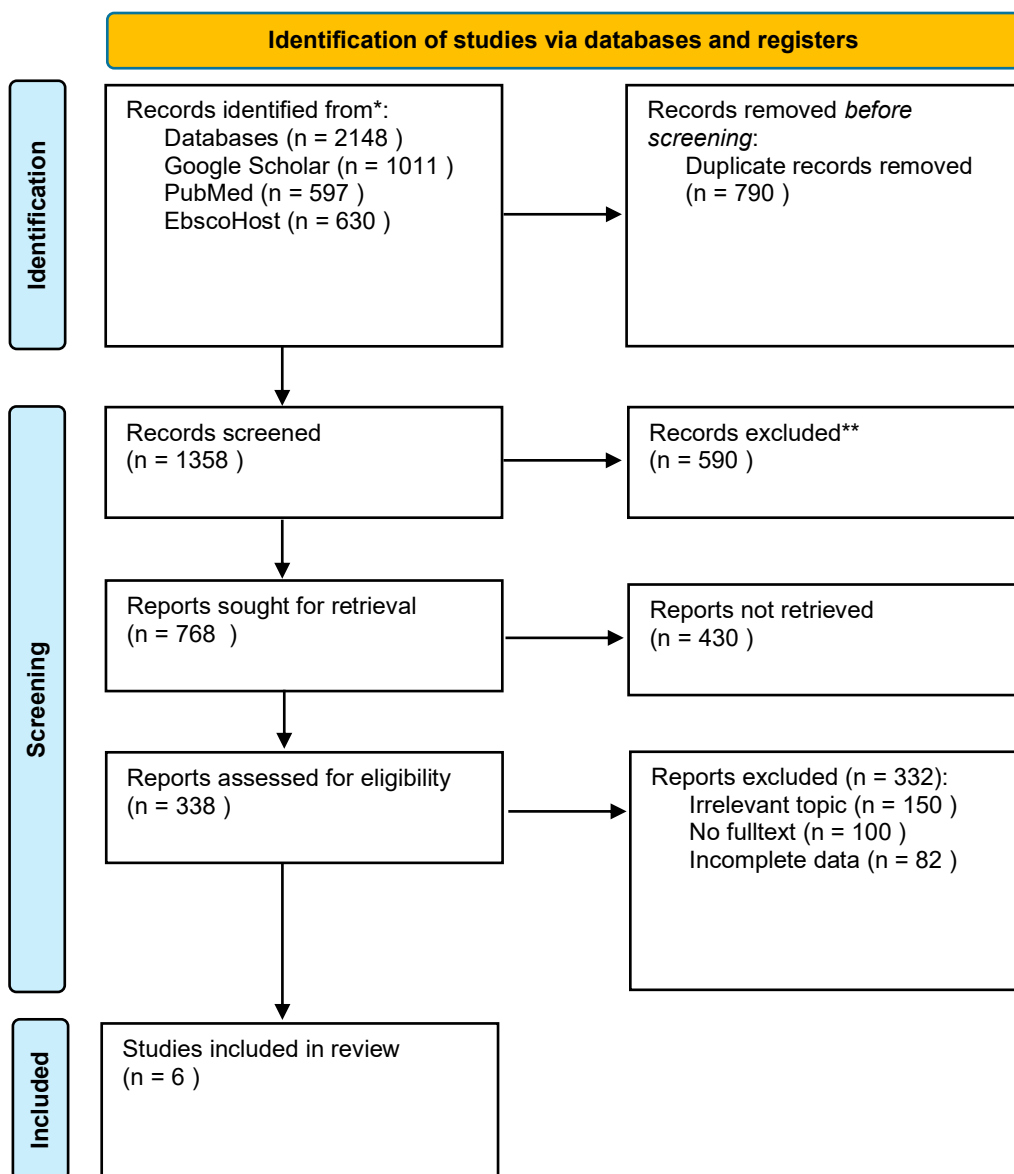 Identification of studies via databases and registers
Identification
Records identified from*:
Databases (n = 2148 )
Google Scholar (n = 1011 )
PubMed (n = 597 )
EbscoHost (n = 630 )
Records removed before
screening:
Duplicate records removed
(n = 790 )
Screening
Records screened
(n = 1358 )
Records excluded**
(n = 590 )
Reports sought for retrieval
(n = 768  )
Reports not retrieved
(n = 430 )
Reports assessed for eligibility
(n = 338 )
Reports excluded (n = 332):
Irrelevant topic (n = 150 )
No fulltext (n = 100 )
Incomplete data (n = 82 )
Included
Studies included in review
(n = 6 )